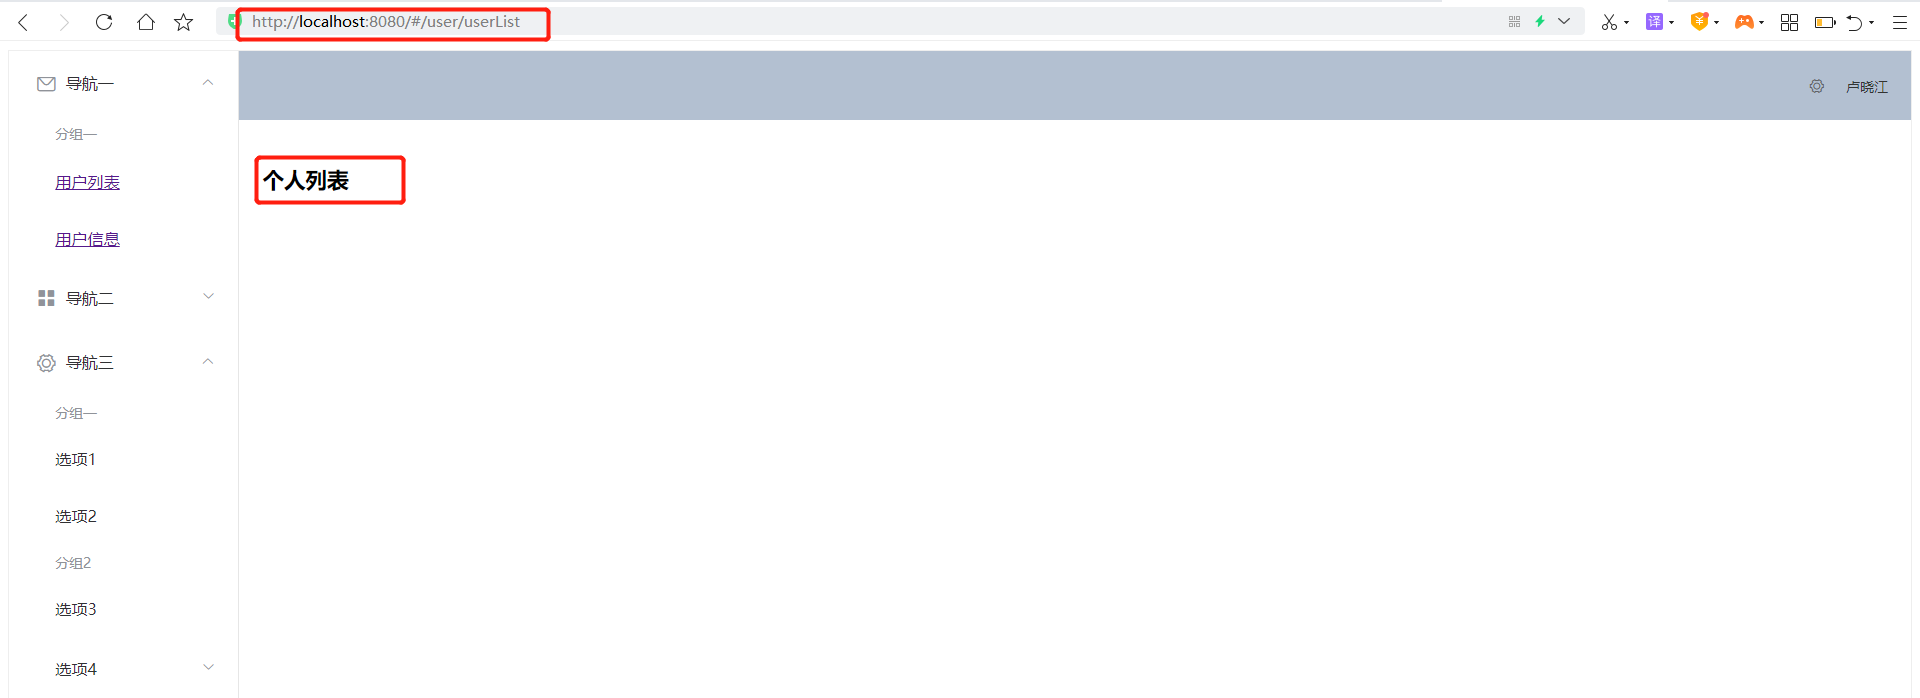 http://localhost:8080/#/user/userList
译
导航一
卢晓江
分组一
用户列表
个人列表
用户信息
导航二
导航三
分组一
选项1
选项2
分组2
选项3
选项4